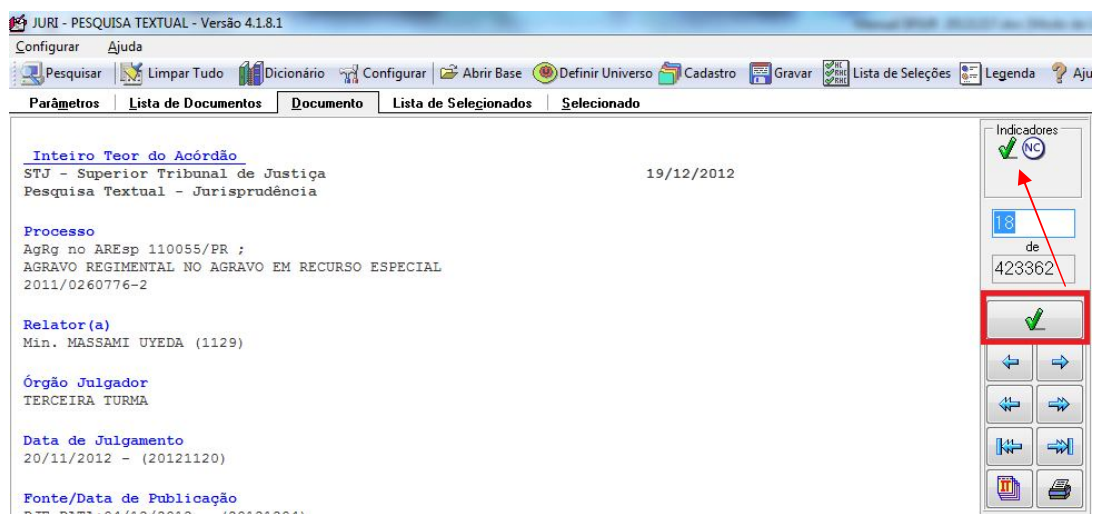 JURI - PESQUISA TEXTUAL - Versão 4.1.8.1
Configurar Ajuda
Pesquisar Limpar Tudo Dicionário Configurar Abrir Base Definir Universo Cadastro Gravar Lista de Seleções Legenda Aju
Parâmetros Lista de Documentos Documento Lista de Selecionados Selecionado
Indicadores
NC
Inteiro Teor do Acórdão
STJ - Superior Tribunal de Justiça 19/12/2012
Pesquisa Textual - Jurisprudência
Processo
AgRg no AREsp 110055/PR ;
AGRAVO REGIMENTAL NO AGRAVO EM RECURSO ESPECIAL
2011/0260776-2
18
de
423362
Relator(a)
Min. MASSAMI UYEDA (1129)
Órgão Julgador
TERCEIRA TURMA
Data de Julgamento
20/11/2012 - (20121120)
Fonte/Data de Publicação